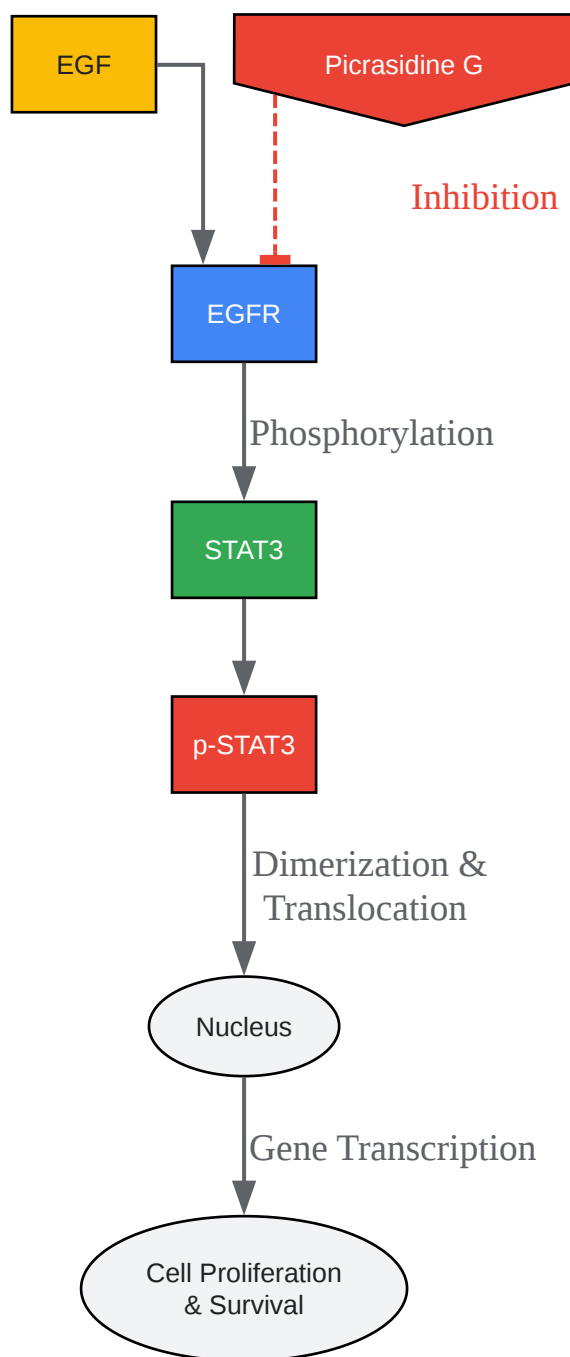 EGF
Picrasidine G
Inhibition
EGFR
Phosphorylation
STAT3
p-STAT3
Dimerization &
Translocation
Nucleus
Gene Transcription
Cell Proliferation
& Survival